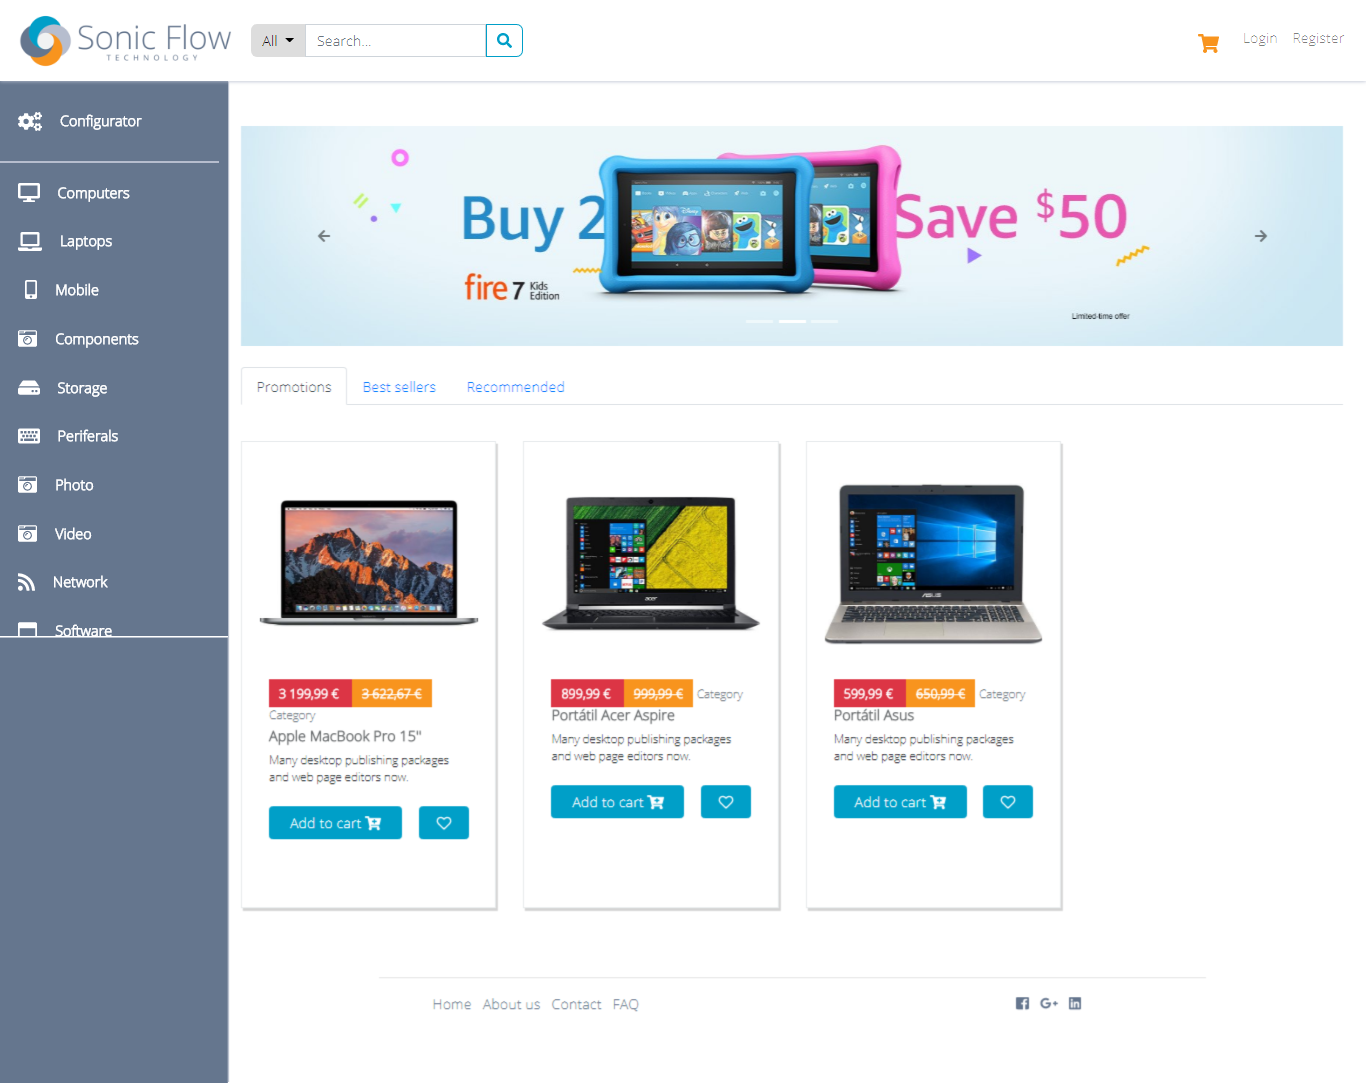 Sonic Flow
TECHNOLOGY
All
Search...
Login
Register
Configurator
Computers
Laptops
Mobile
Components
Storage
Periferals
Photo
Video
Network
Software
Buy 2
Save $50
fire 7 Kids Edition
Limited-time offer
Promotions
Best sellers
Recommended
3 199,99 € 3 622,67 €
Category
Apple MacBook Pro 15"
Many desktop publishing packages
and web page editors now.
Add to cart
899,99 € 999,99 € Category
Portátil Acer Aspire
Many desktop publishing packages
and web page editors now.
Add to cart
599,99 € 650,99 € Category
Portátil Asus
Many desktop publishing packages
and web page editors now.
Add to cart
Home About us Contact FAQ